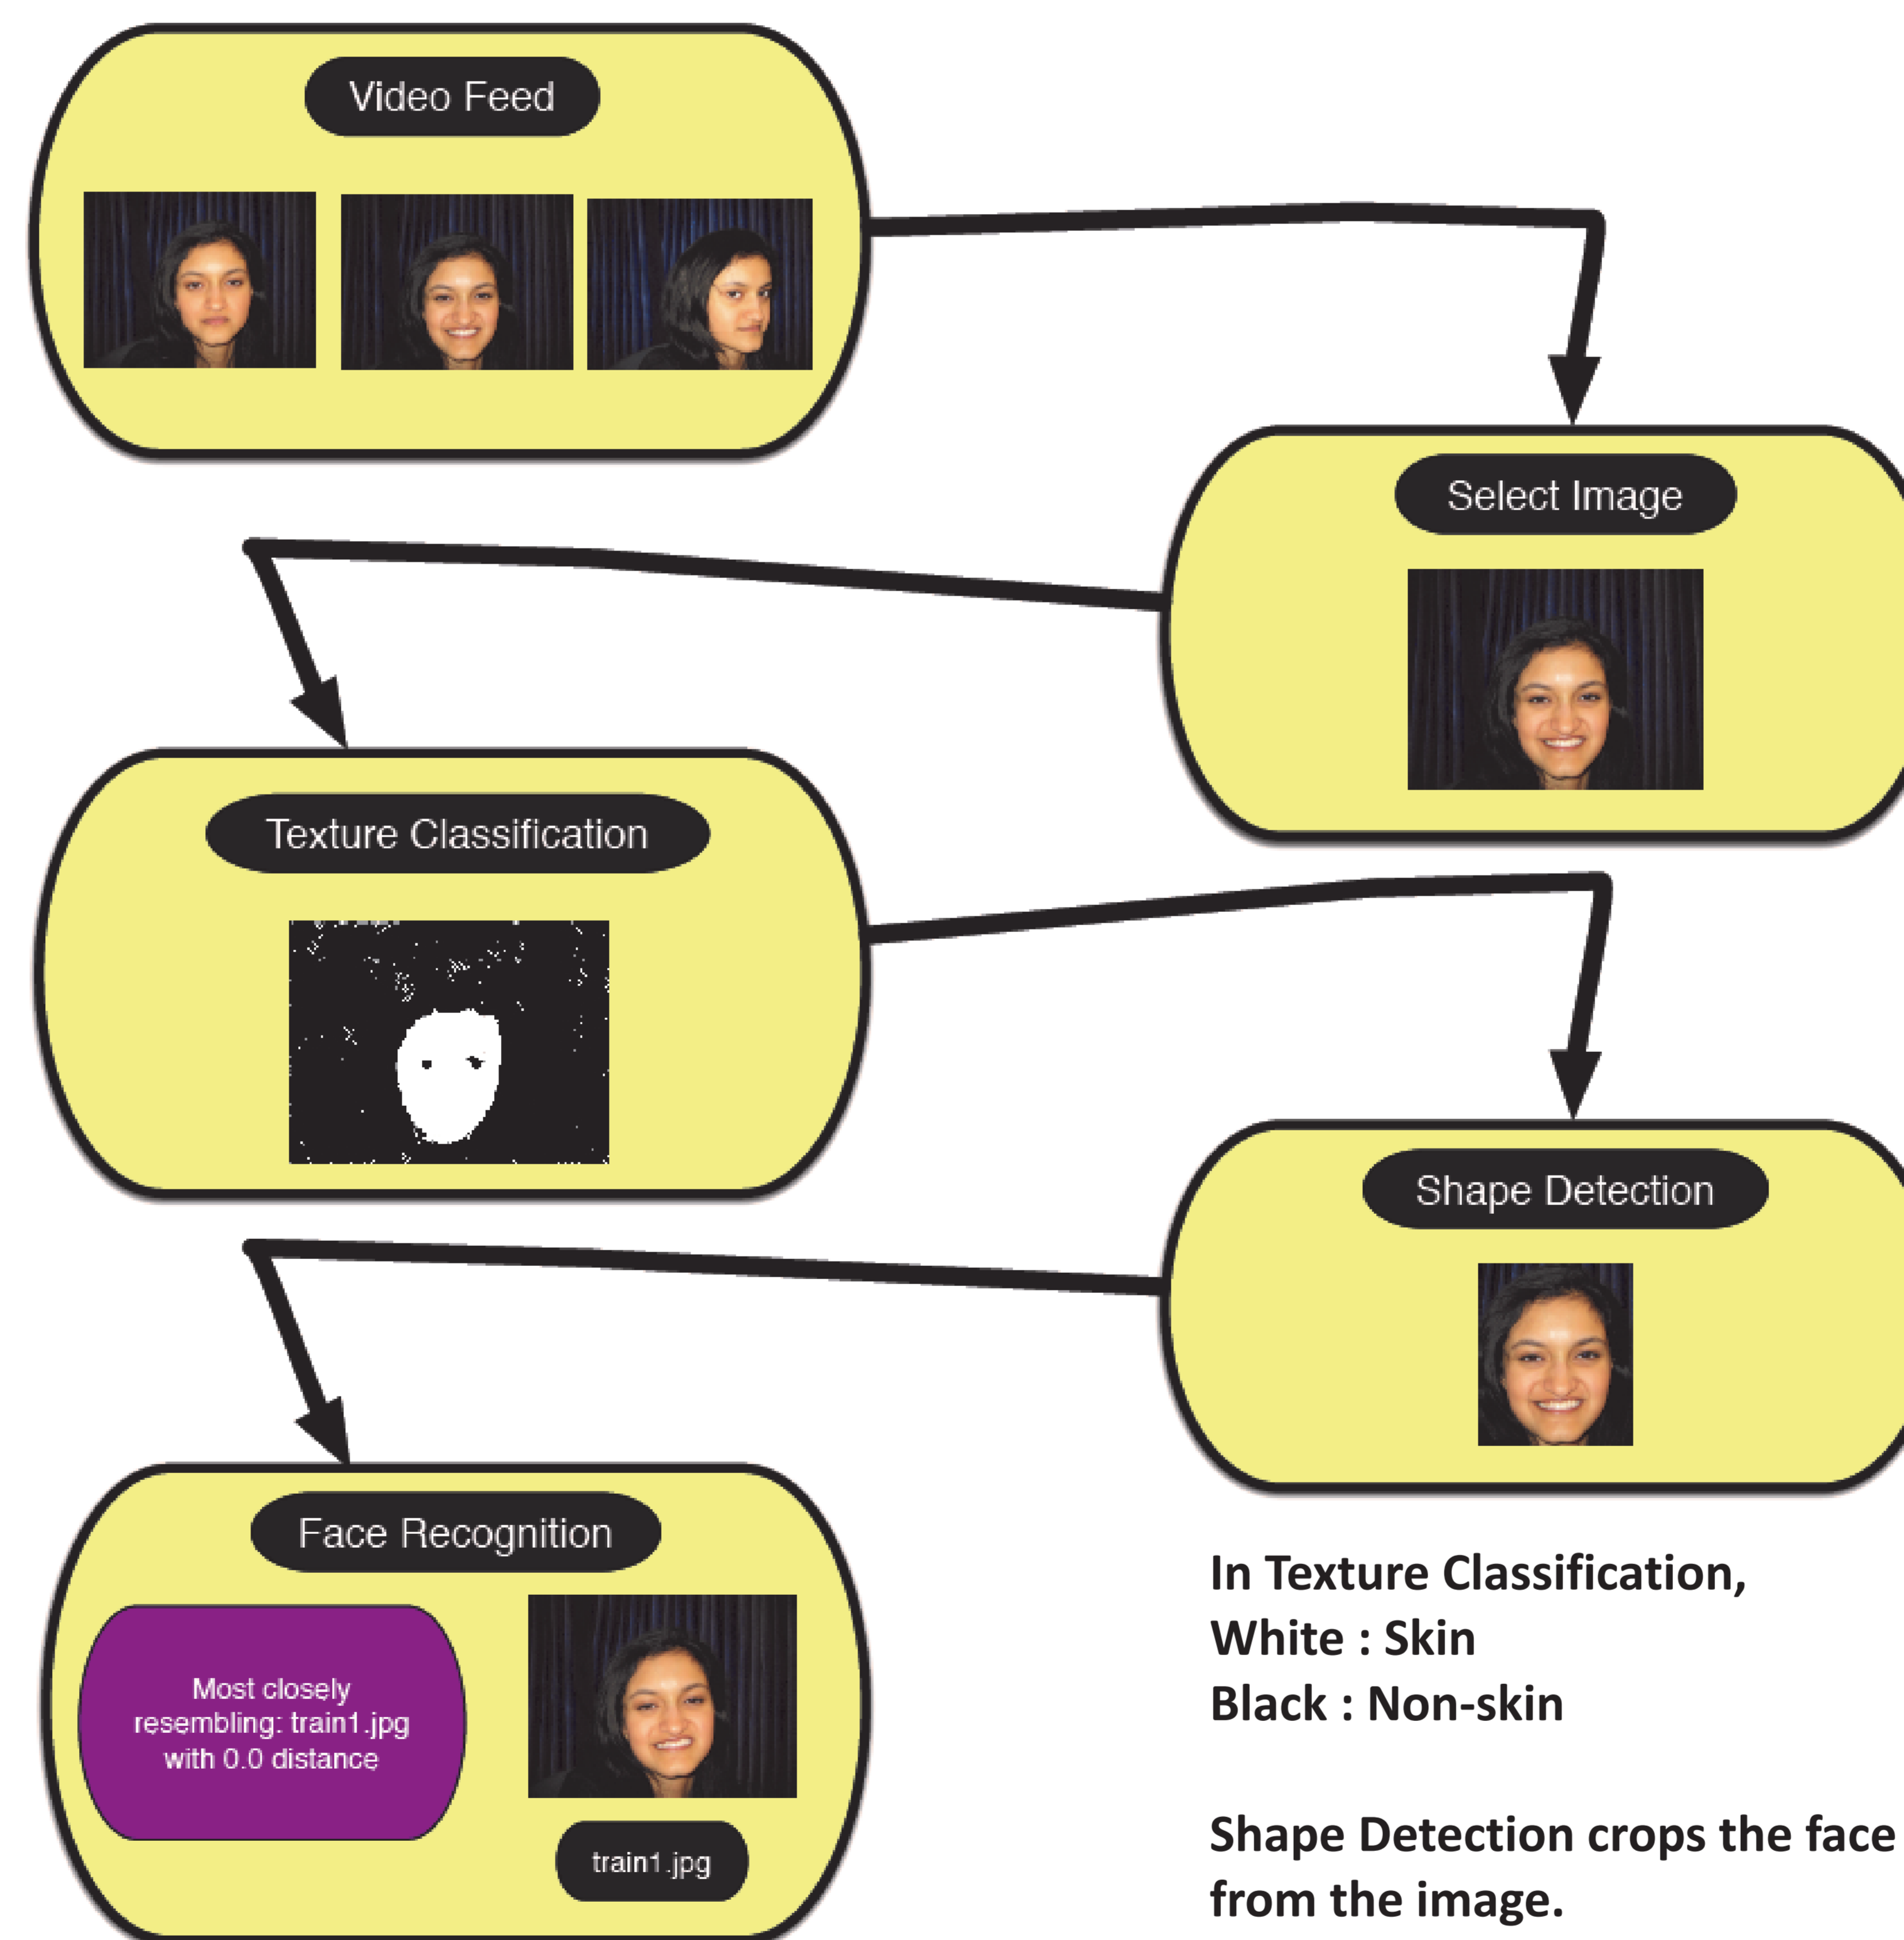 Video Feed
Select Image
Texture Classification
Shape Detection
Face Recognition
Most closely
resembling: train1.jpg
with 0.0 distance
train1.jpg
In Texture Classification,
White : Skin
Black : Non-skin
Shape Detection crops the face
from the image.